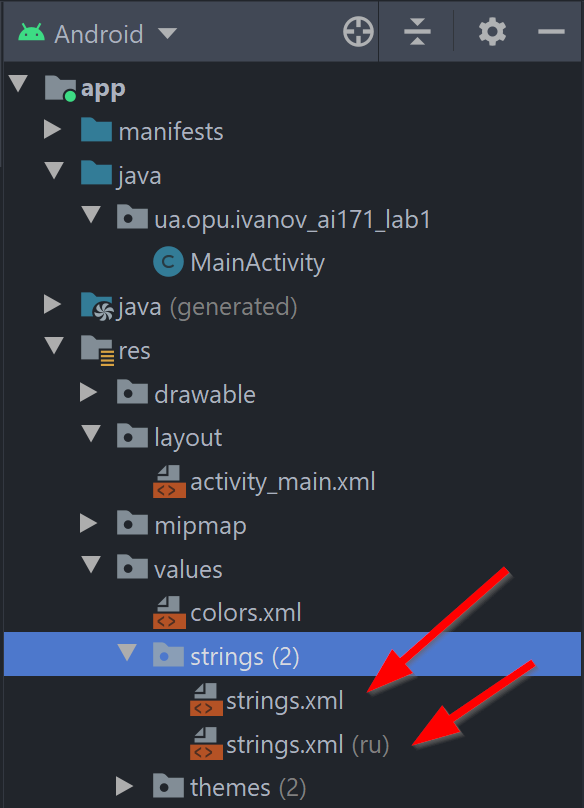 Android
app
manifests
java
ua.opu.ivanov_ai171_lab1
C MainActivity
java (generated)
res
drawable
layout
activity_main.xml
mipmap
values
colors.xml
strings (2)
strings.xml
strings.xml (ru)
themes (2)